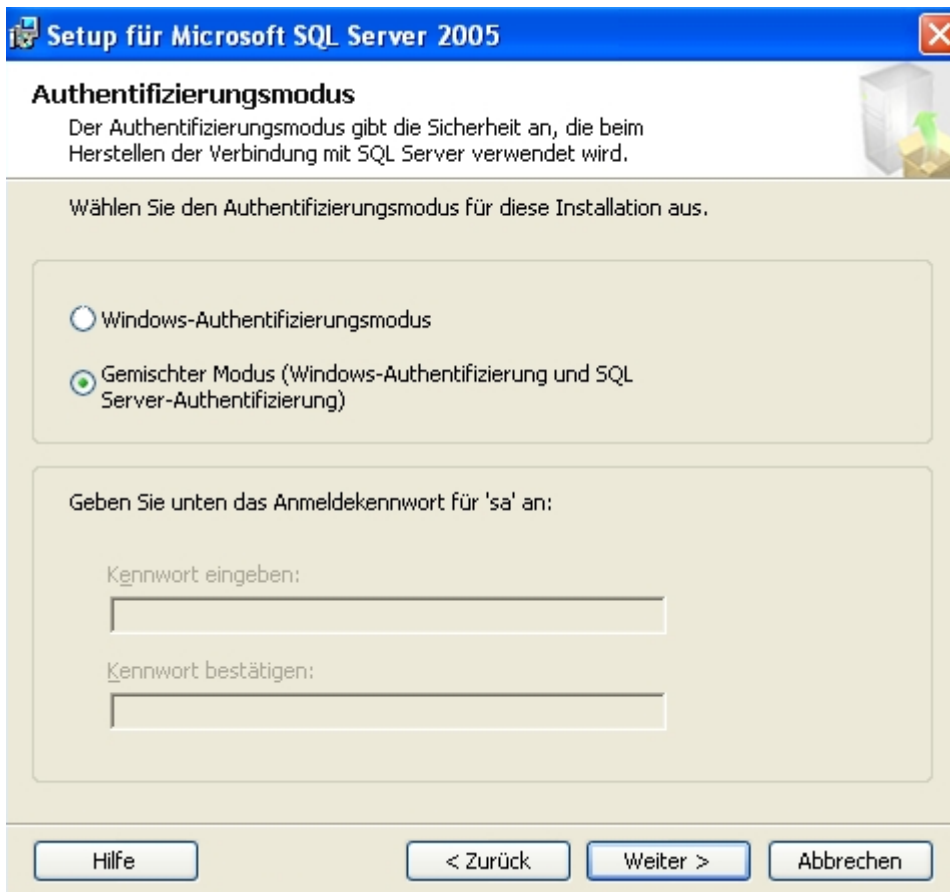 Setup für Microsoft SQL Server 2005
Authentifizierungsmodus
Der Authentifizierungsmodus gibt die Sicherheit an, die beim
Herstellen der Verbindung mit SQL Server verwendet wird.
Wählen Sie den Authentifizierungsmodus für diese Installation aus.
Windows-Authentifizierungsmodus
Gemischter Modus (Windows-Authentifizierung und SQL
Server-Authentifizierung)
Geben Sie unten das Anmeldekennwort für 'sa' an:
Kennwort eingeben:
Kennwort bestätigen:
Hilfe
< Zurück
Weiter >
Abbrechen